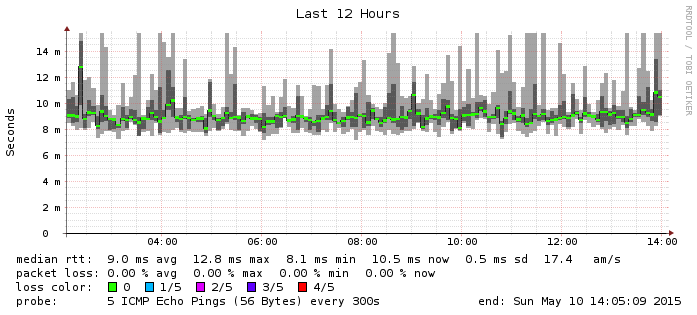 Last 12 Hours
RRDTOOL / TOBI OETIKER
Seconds
14 m
12 m
10 m
8 m
6 m
4 m
2 m
0
04:00 06:00 08:00 10:00 12:00 14:00
median rtt: 9.0 ms avg 12.8 ms max 8.1 ms min 10.5 ms now 0.5 ms sd 17.4 am/s
packet loss: 0.00 % avg 0.00 % max 0.00 % min 0.00 % now
loss color: 0 1/5 2/5 3/5 4/5
probe: 5 ICMP Echo Pings (56 Bytes) every 300s end: Sun May 10 14:05:09 2015